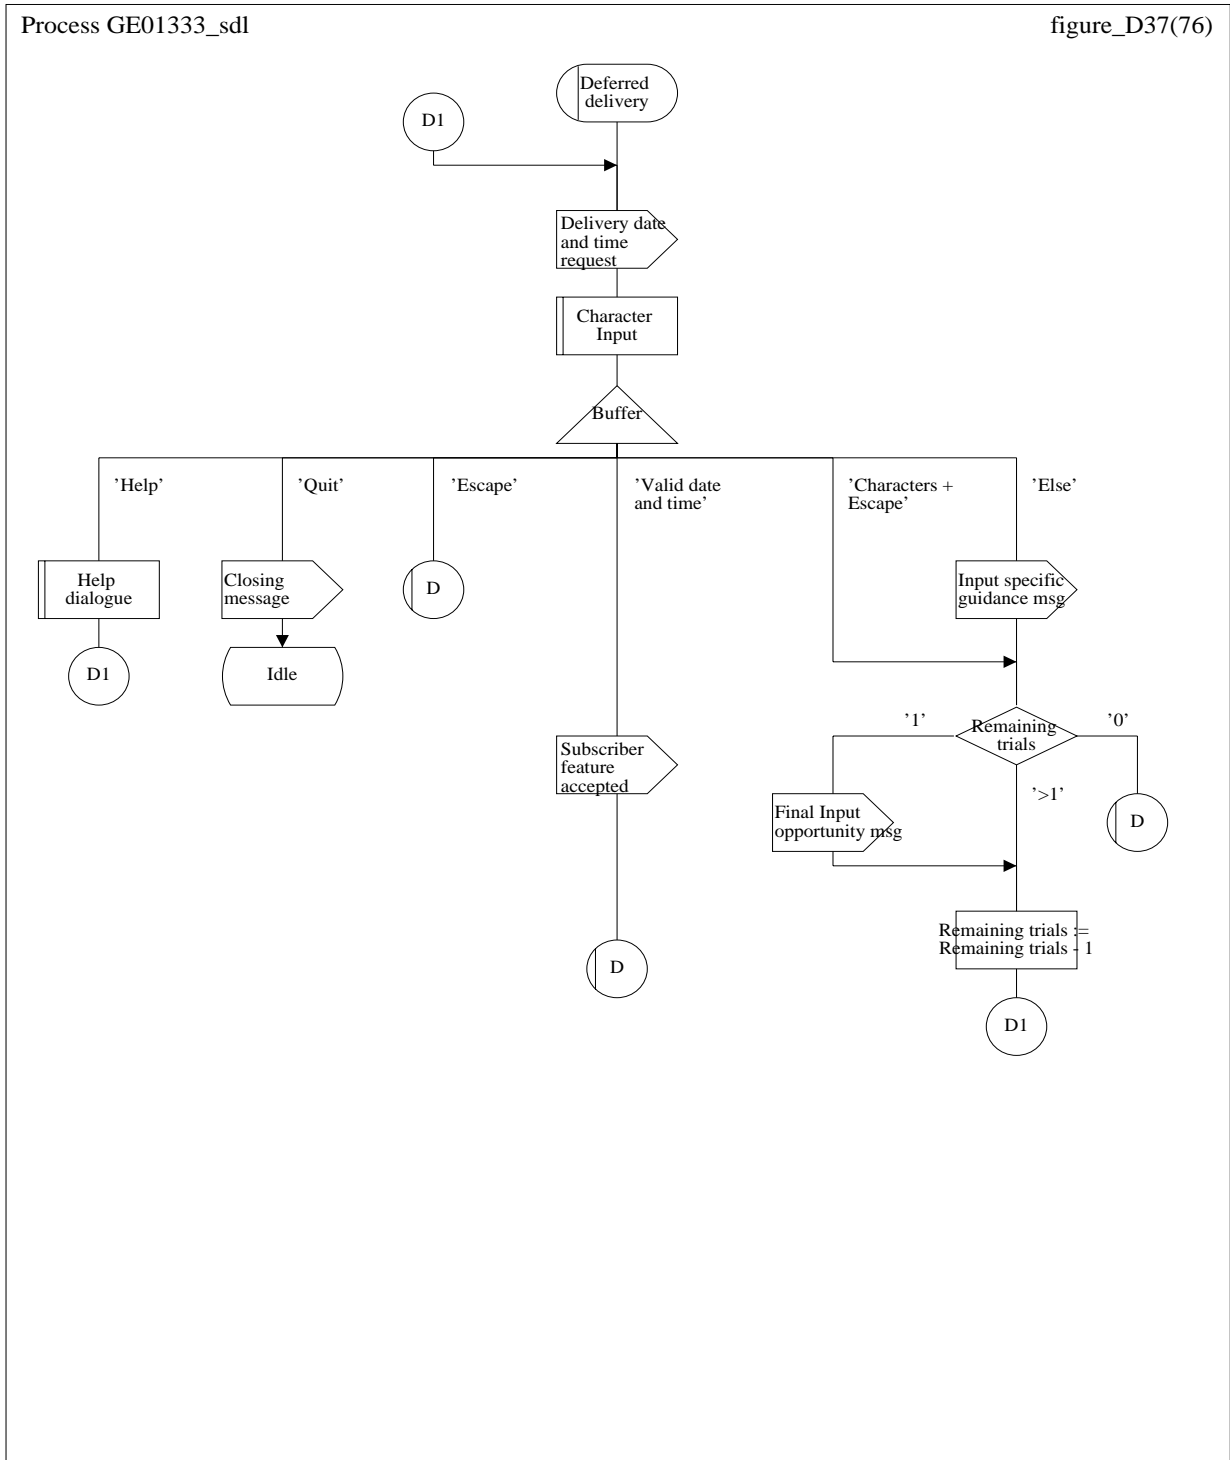 Process GE01333_sdl
figure_D37(76)
Deferred
delivery
D1
Delivery date
and time
request
Character
Input
Buffer
’Help’
’Quit’
’Escape’
’Valid date
and time’
’Characters +
Escape’
’Else’
Help
dialogue
Closing
message
D
Input specific
guidance msg
D1
Idle
’1’
Remaining
trials
’0’
Subscriber
feature
accepted
’>1’
Final Input
opportunity msg
D
Remaining trials :=
Remaining trials - 1
D
D1